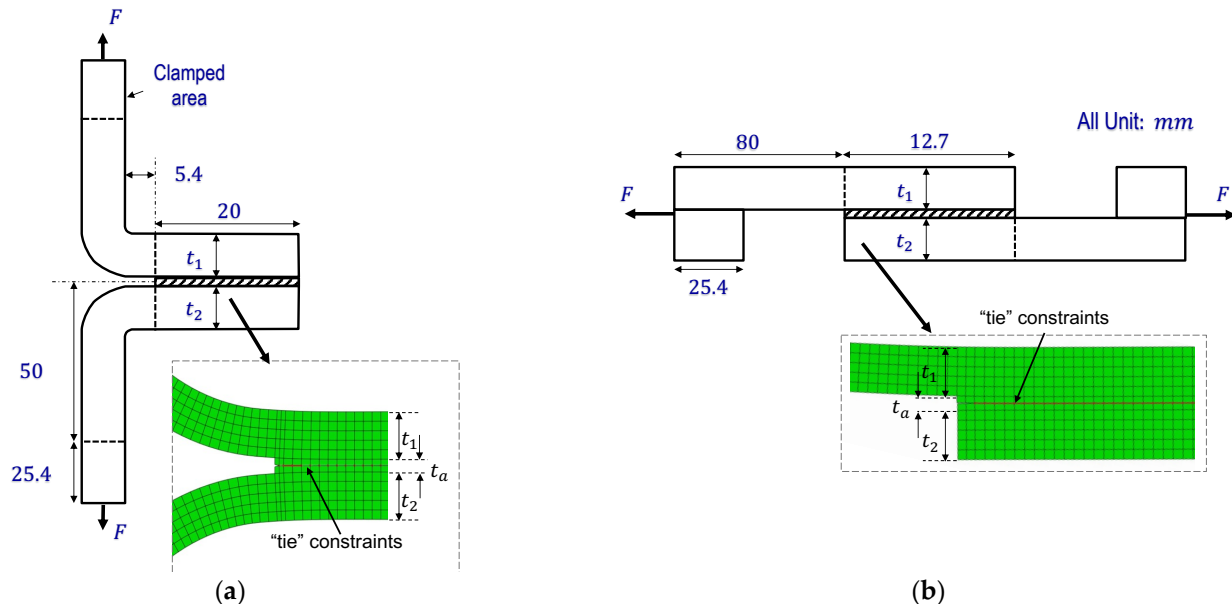 F
Clamped
area
5.4
20
t₁
t₂
50
25.4
F
t₁
tₐ
t₂
"tie" constraints
(a)
All Unit: mm
80
12.7
F
t₁
F
t₂
25.4
"tie" constraints
t₁
tₐ
t₂
(b)